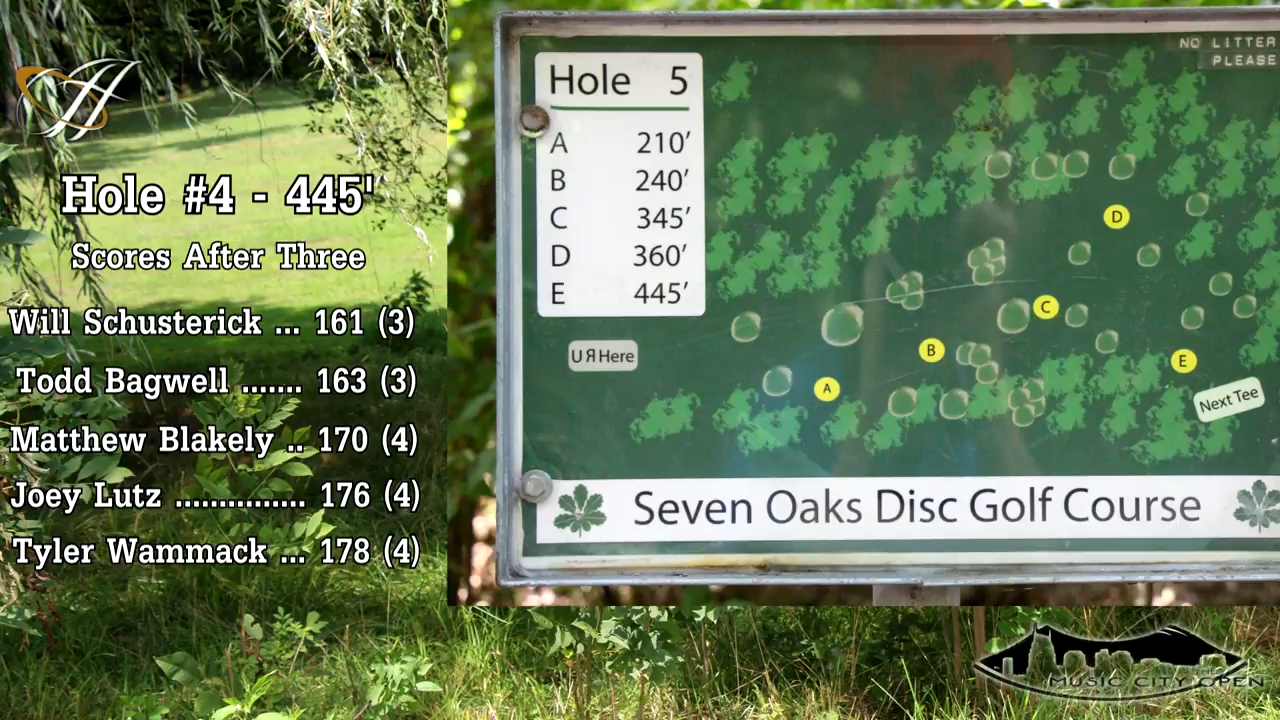 Hole #4 - 445'
Scores After Three
Will Schusterick ... 161 (3)
Todd Bagwell ....... 163 (3)
Matthew Blakely .. 170 (4)
Joey Lutz ............... 176 (4)
Tyler Wammack ... 178 (4)
NO LITTER
PLEASE
Hole 5
A 210'
B 240'
C 345'
D 360'
E 445'
D
C
B
E
A
UЯHere
Next Tee
Seven Oaks Disc Golf Course
MUSIC CITY OPEN